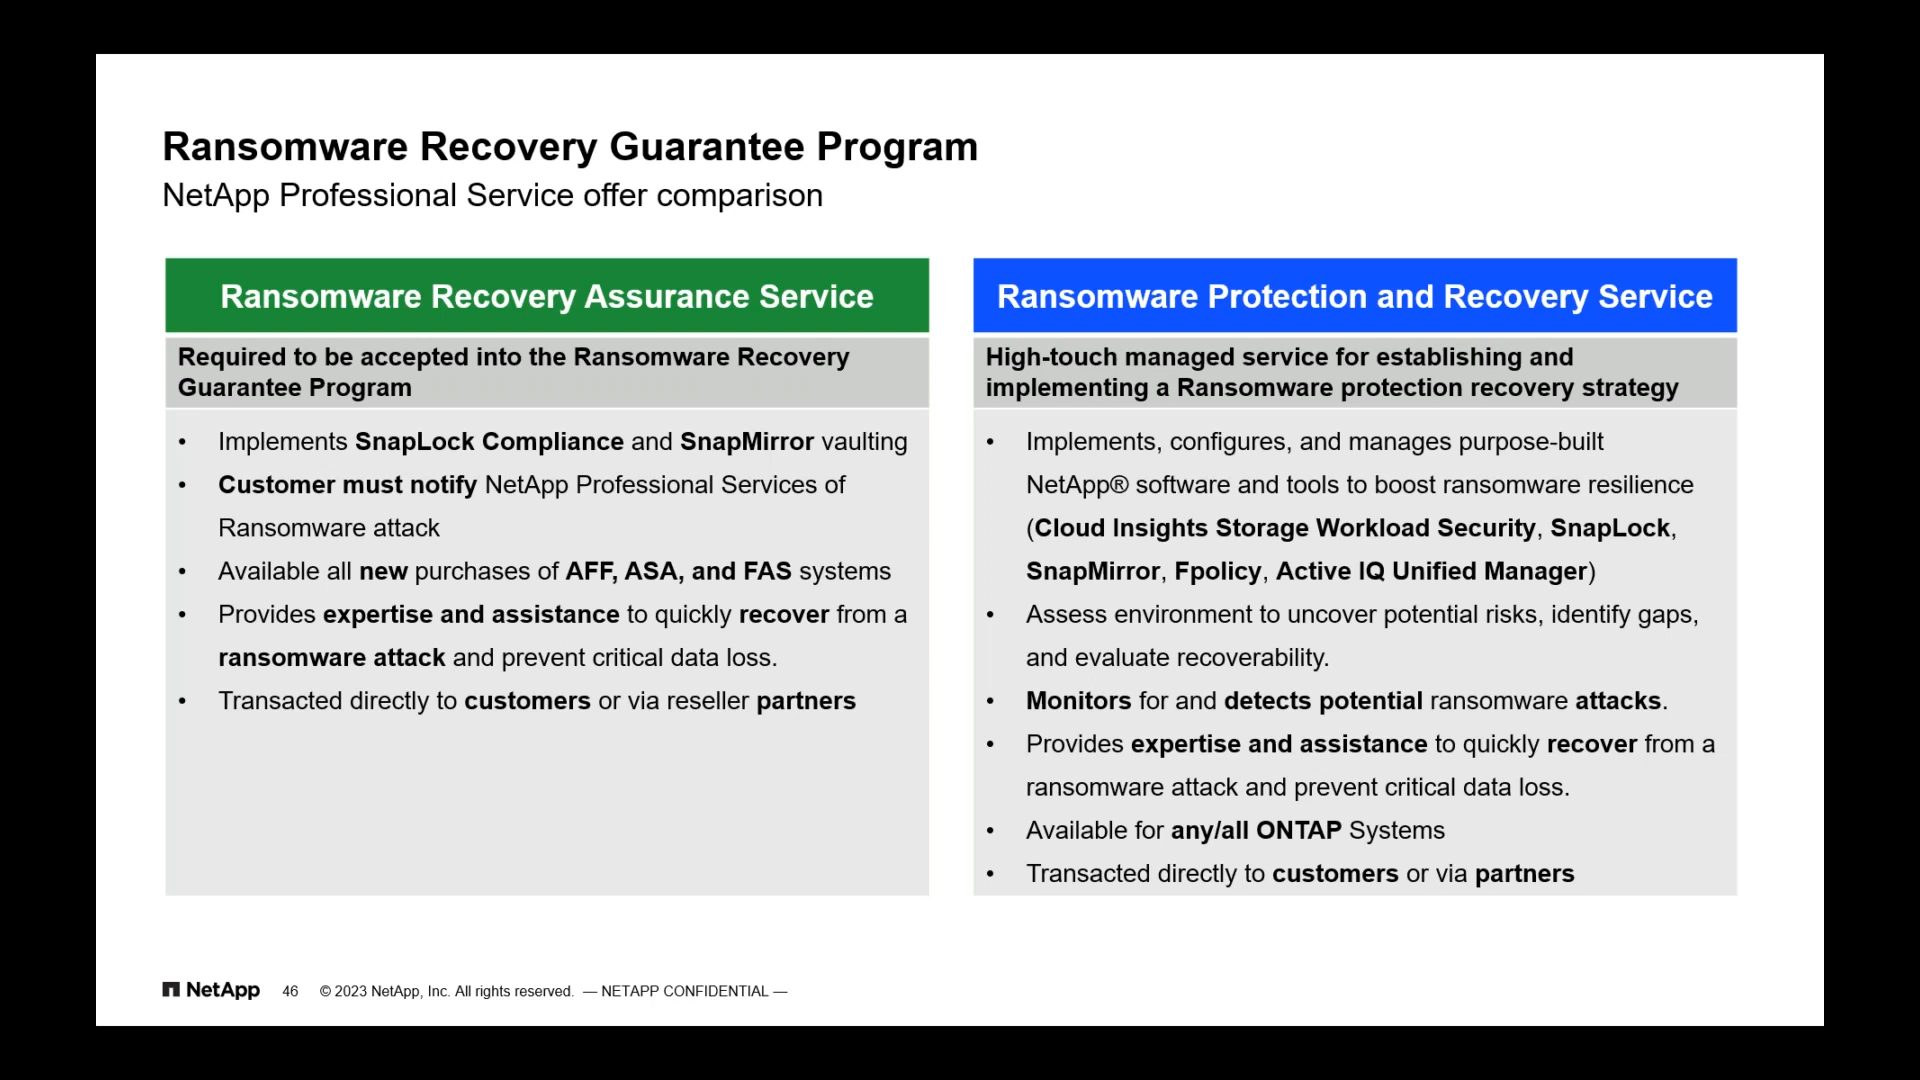 Ransomware Recovery Guarantee Program
NetApp Professional Service offer comparison
Ransomware Recovery Assurance Service
Required to be accepted into the Ransomware Recovery
Guarantee Program
• Implements SnapLock Compliance and SnapMirror vaulting
• Customer must notify NetApp Professional Services of
Ransomware attack
• Available all new purchases of AFF, ASA, and FAS systems
• Provides expertise and assistance to quickly recover from a
ransomware attack and prevent critical data loss.
• Transacted directly to customers or via reseller partners
Ransomware Protection and Recovery Service
High-touch managed service for establishing and
implementing a Ransomware protection recovery strategy
• Implements, configures, and manages purpose-built
NetApp® software and tools to boost ransomware resilience
(Cloud Insights Storage Workload Security, SnapLock,
SnapMirror, Fpolicy, Active IQ Unified Manager)
• Assess environment to uncover potential risks, identify gaps,
and evaluate recoverability.
• Monitors for and detects potential ransomware attacks.
• Provides expertise and assistance to quickly recover from a
ransomware attack and prevent critical data loss.
• Available for any/all ONTAP Systems
• Transacted directly to customers or via partners
NetApp 46 © 2023 NetApp, Inc. All rights reserved. — NETAPP CONFIDENTIAL —